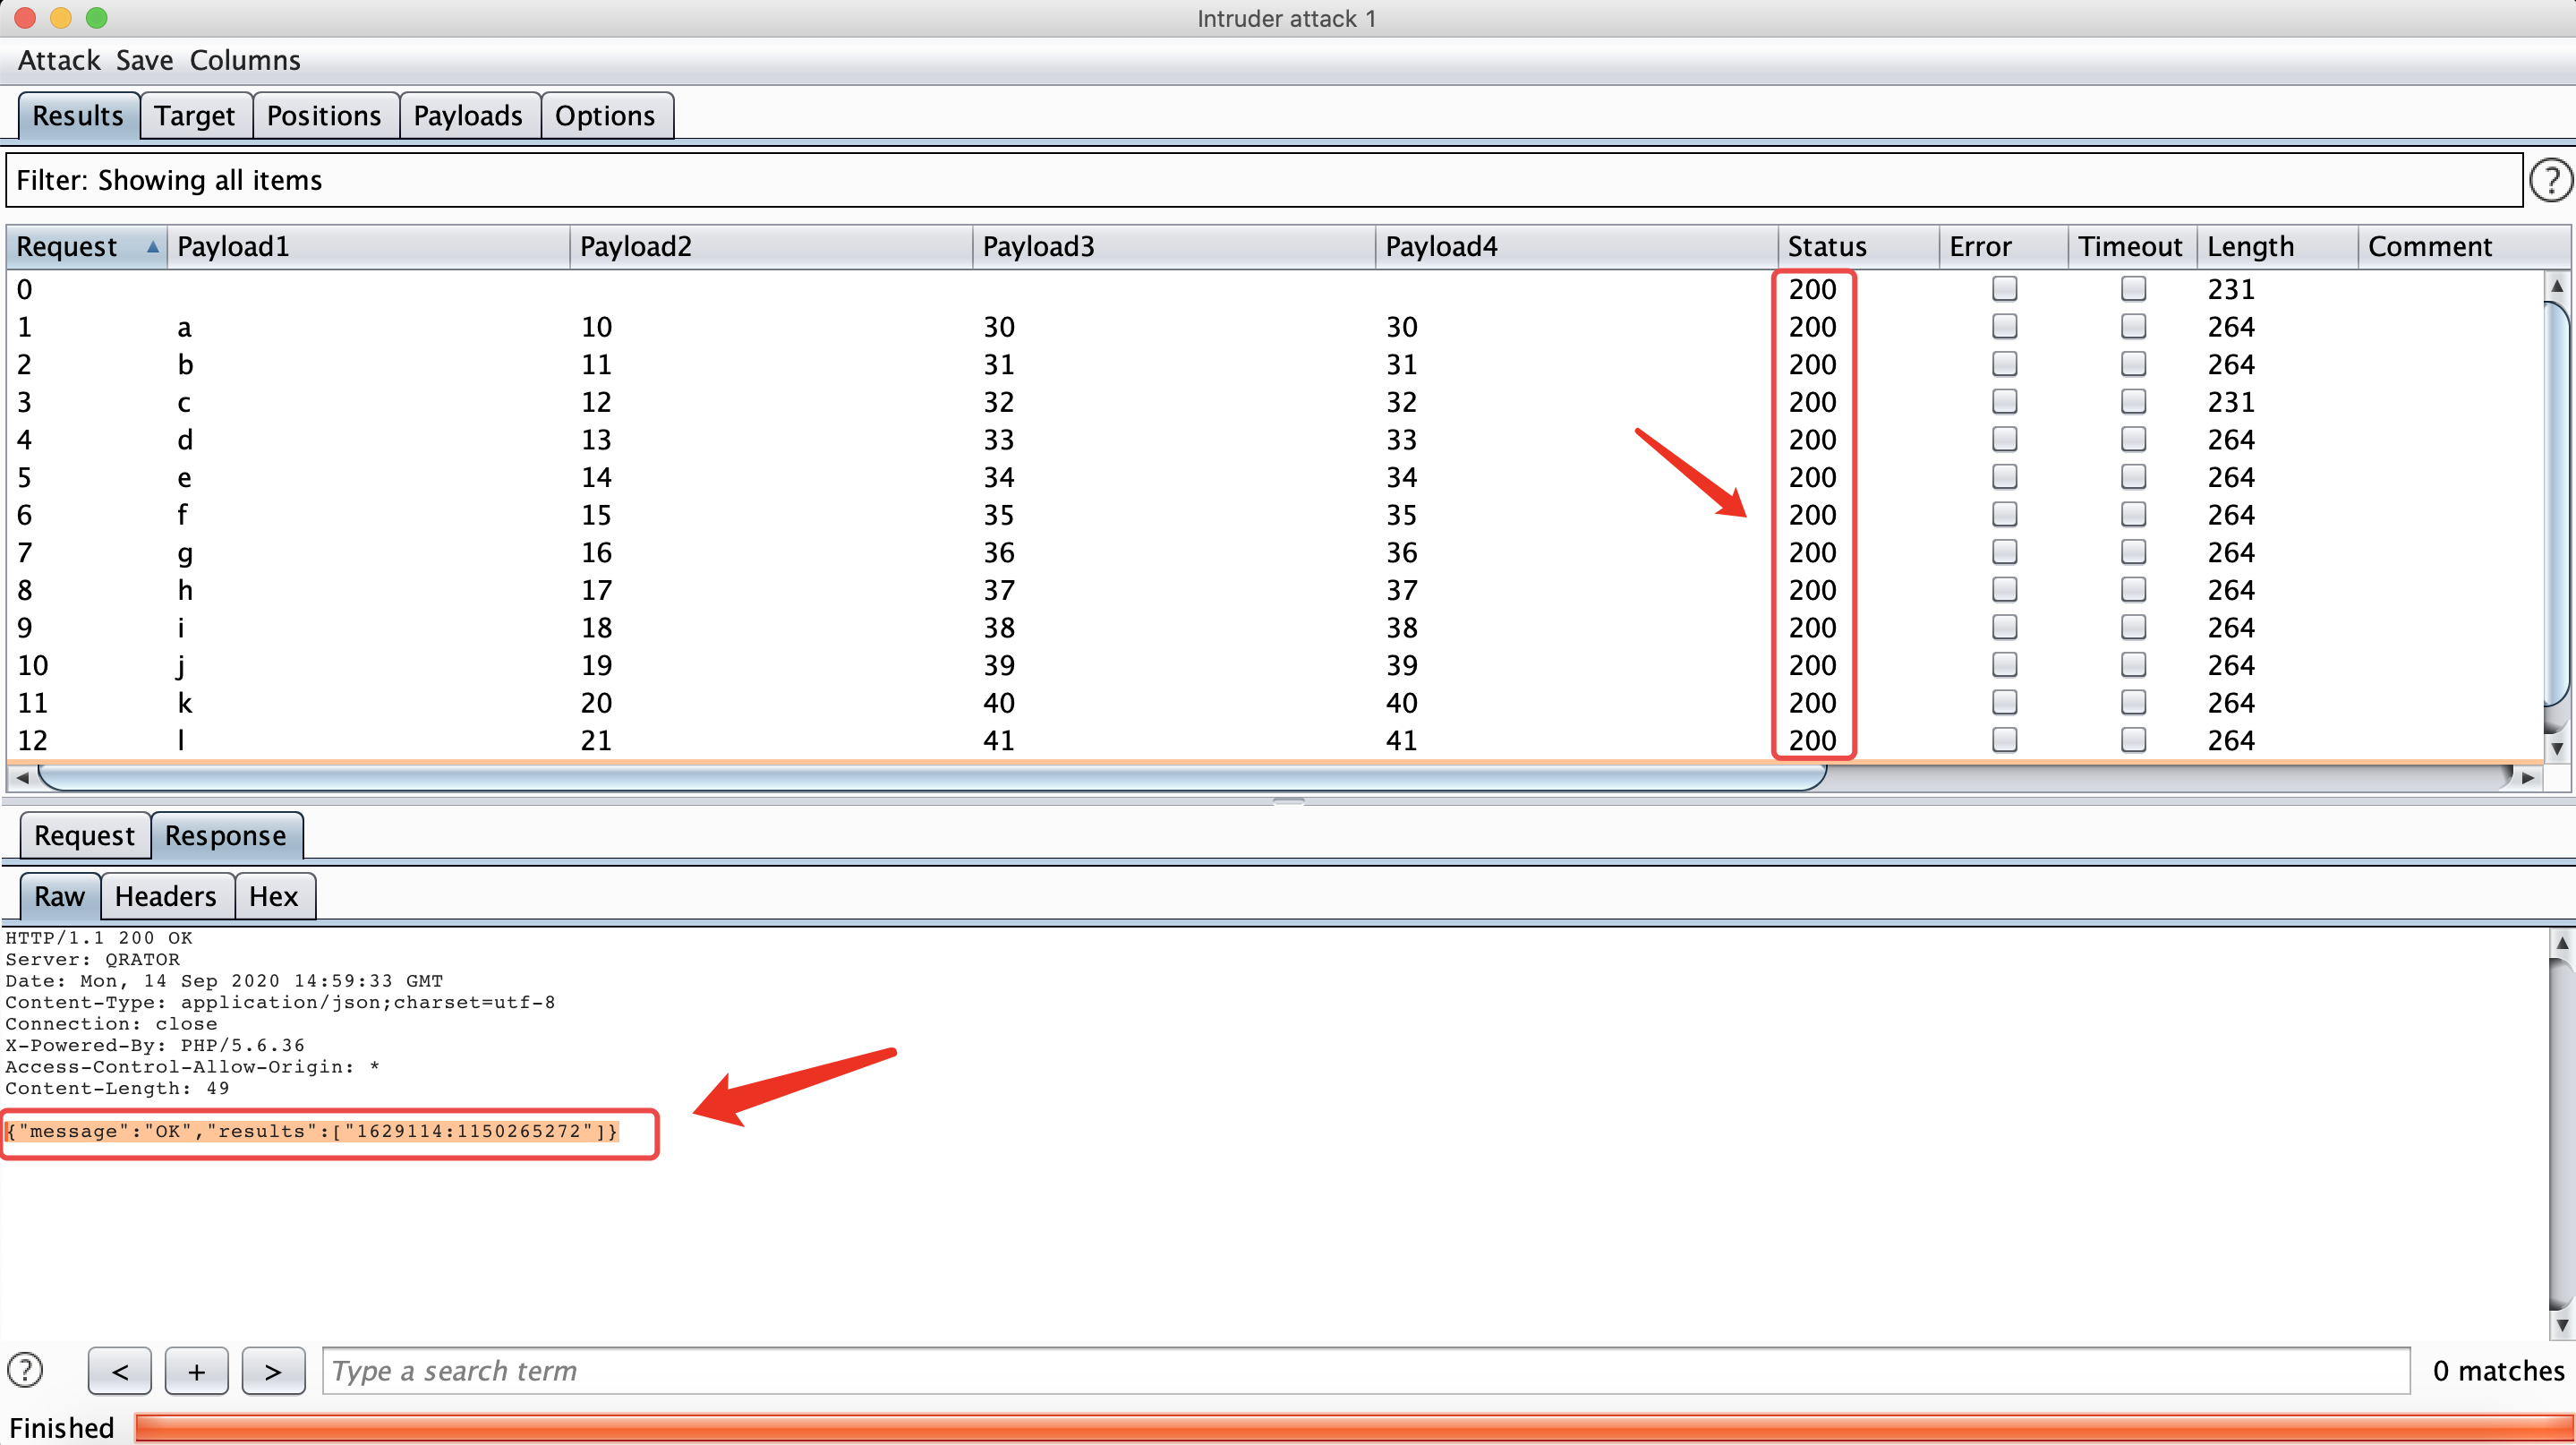 Intruder attack 1
Attack Save Columns
Results Target Positions Payloads Options
Filter: Showing all items ?
Request Payload1 Payload2 Payload3 Payload4 Status Error Timeout Length Comment
0 200 231
1 a 10 30 30 200 264
2 b 11 31 31 200 264
3 c 12 32 32 200 231
4 d 13 33 33 200 264
5 e 14 34 34 200 264
6 f 15 35 35 200 264
7 g 16 36 36 200 264
8 h 17 37 37 200 264
9 i 18 38 38 200 264
10 j 19 39 39 200 264
11 k 20 40 40 200 264
12 l 21 41 41 200 264
Request Response
Raw Headers Hex
HTTP/1.1 200 OK
Server: QRATOR
Date: Mon, 14 Sep 2020 14:59:33 GMT
Content-Type: application/json;charset=utf-8
Connection: close
X-Powered-By: PHP/5.6.36
Access-Control-Allow-Origin: *
Content-Length: 49
{"message":"OK","results":["1629114:1150265272"]}
? < + > Type a search term 0 matches
Finished